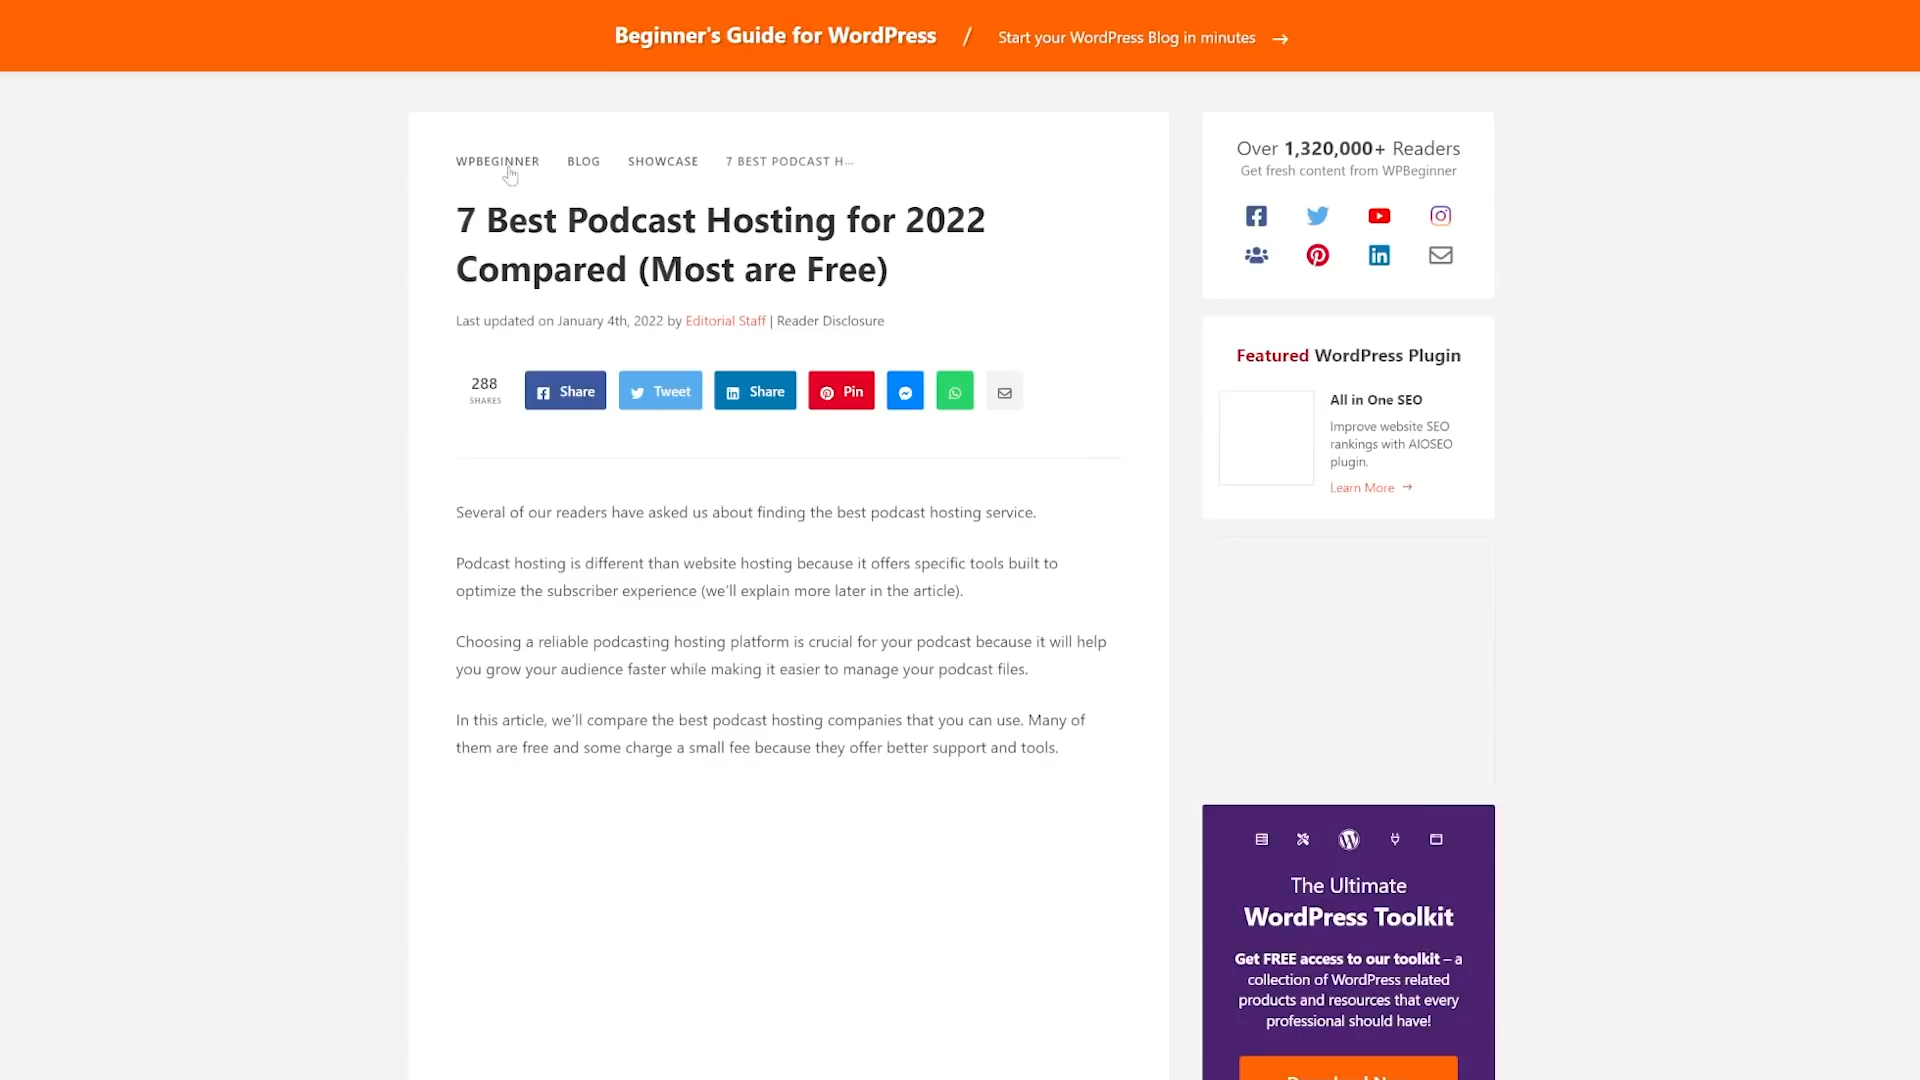 Beginner's Guide for WordPress / Start your WordPress Blog in minutes →
WPBEGINNER BLOG SHOWCASE 7 BEST PODCAST H...
7 Best Podcast Hosting for 2022
Compared (Most are Free)
Last updated on January 4th, 2022 by Editorial Staff | Reader Disclosure
288
SHARES
Share Tweet Share Pin
Several of our readers have asked us about finding the best podcast hosting service.
Podcast hosting is different than website hosting because it offers specific tools built to
optimize the subscriber experience (we'll explain more later in the article).
Choosing a reliable podcasting hosting platform is crucial for your podcast because it will help
you grow your audience faster while making it easier to manage your podcast files.
In this article, we'll compare the best podcast hosting companies that you can use. Many of
them are free and some charge a small fee because they offer better support and tools.
Over 1,320,000+ Readers
Get fresh content from WPBeginner
Featured WordPress Plugin
All in One SEO
Improve website SEO
rankings with AIOSEO
plugin.
Learn More →
The Ultimate
WordPress Toolkit
Get FREE access to our toolkit – a
collection of WordPress related
products and resources that every
professional should have!